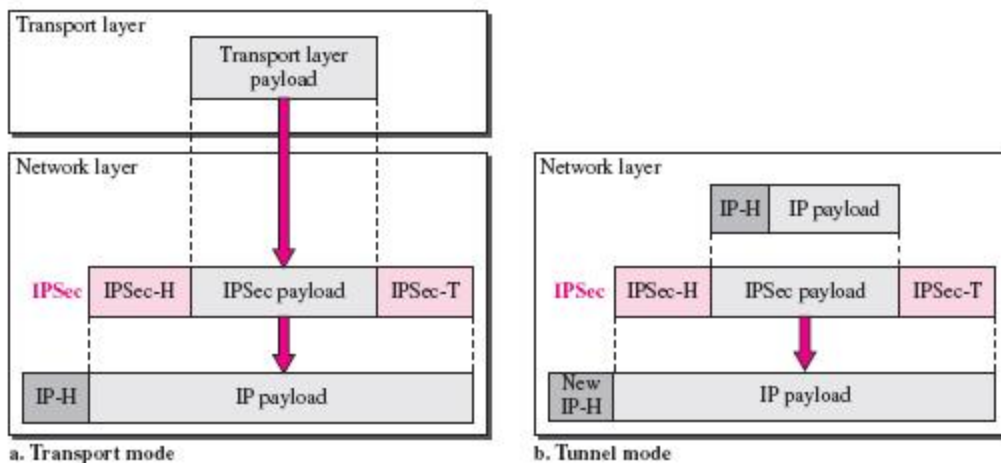 Transport layer
Transport layer
payload
Network layer
IPSec
IPSec-H
IPSec payload
IPSec-T
IP-H
IP payload
a. Transport mode
Network layer
IP-H
IP payload
IPSec
IPSec-H
IPSec payload
IPSec-T
New
IP-H
IP payload
b. Tunnel mode